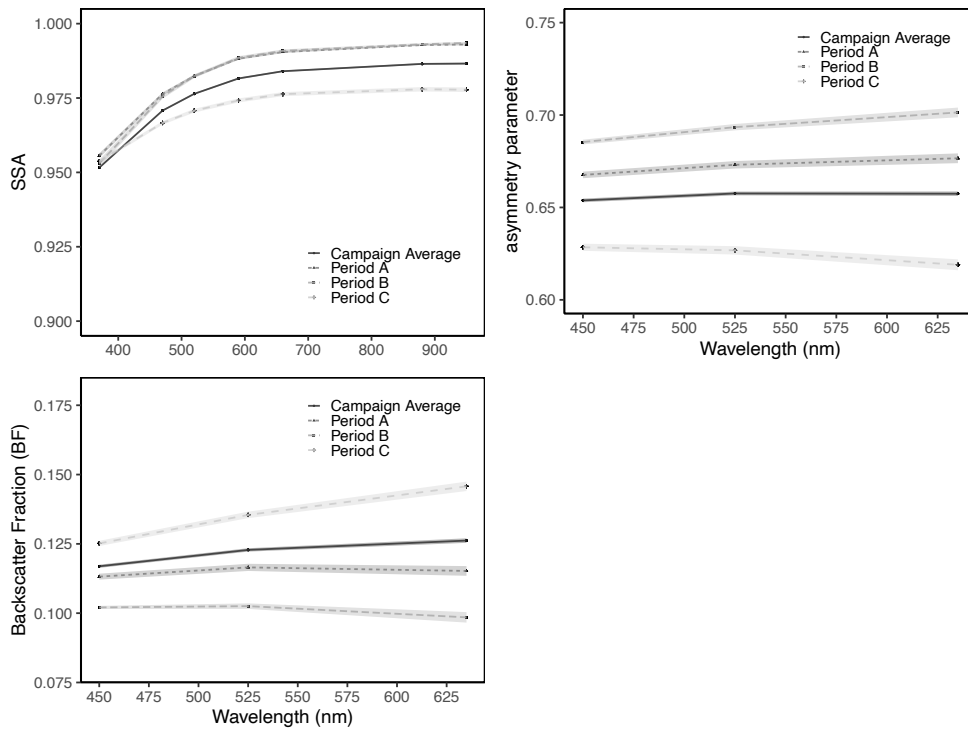 1.000
0.975
0.950
0.925
0.900
SSA
Campaign Average
Period A
Period B
Period C
400 500 600 700 800 900
0.75
0.70
0.65
0.60
asymmetry parameter
Campaign Average
Period A
Period B
Period C
450 475 500 525 550 575 600 625
Wavelength (nm)
0.175
0.150
0.125
0.100
0.075
Backscatter Fraction (BF)
Campaign Average
Period A
Period B
Period C
450 475 500 525 550 575 600 625
Wavelength (nm)